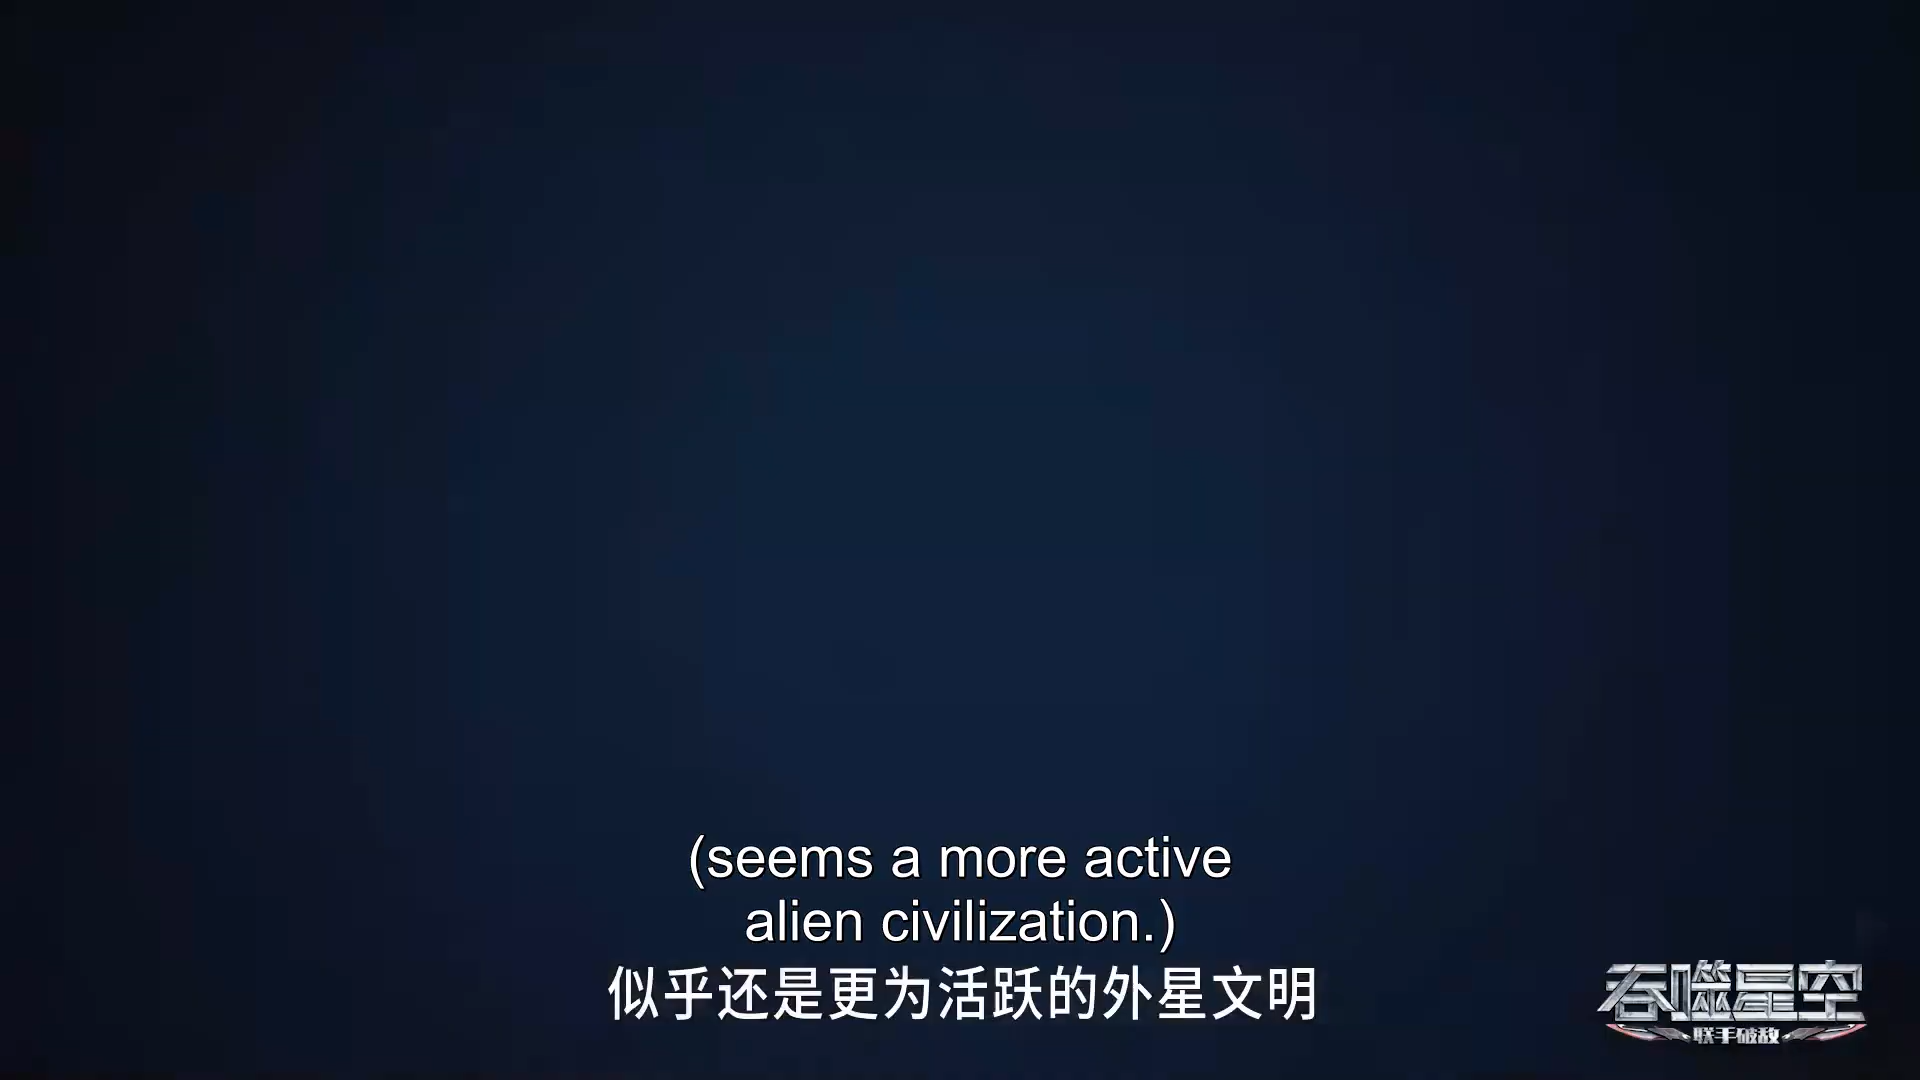 (seems a more active
alien civilization.)
似乎还是更为活跃的外星文明
吞噬星空
联手破敌